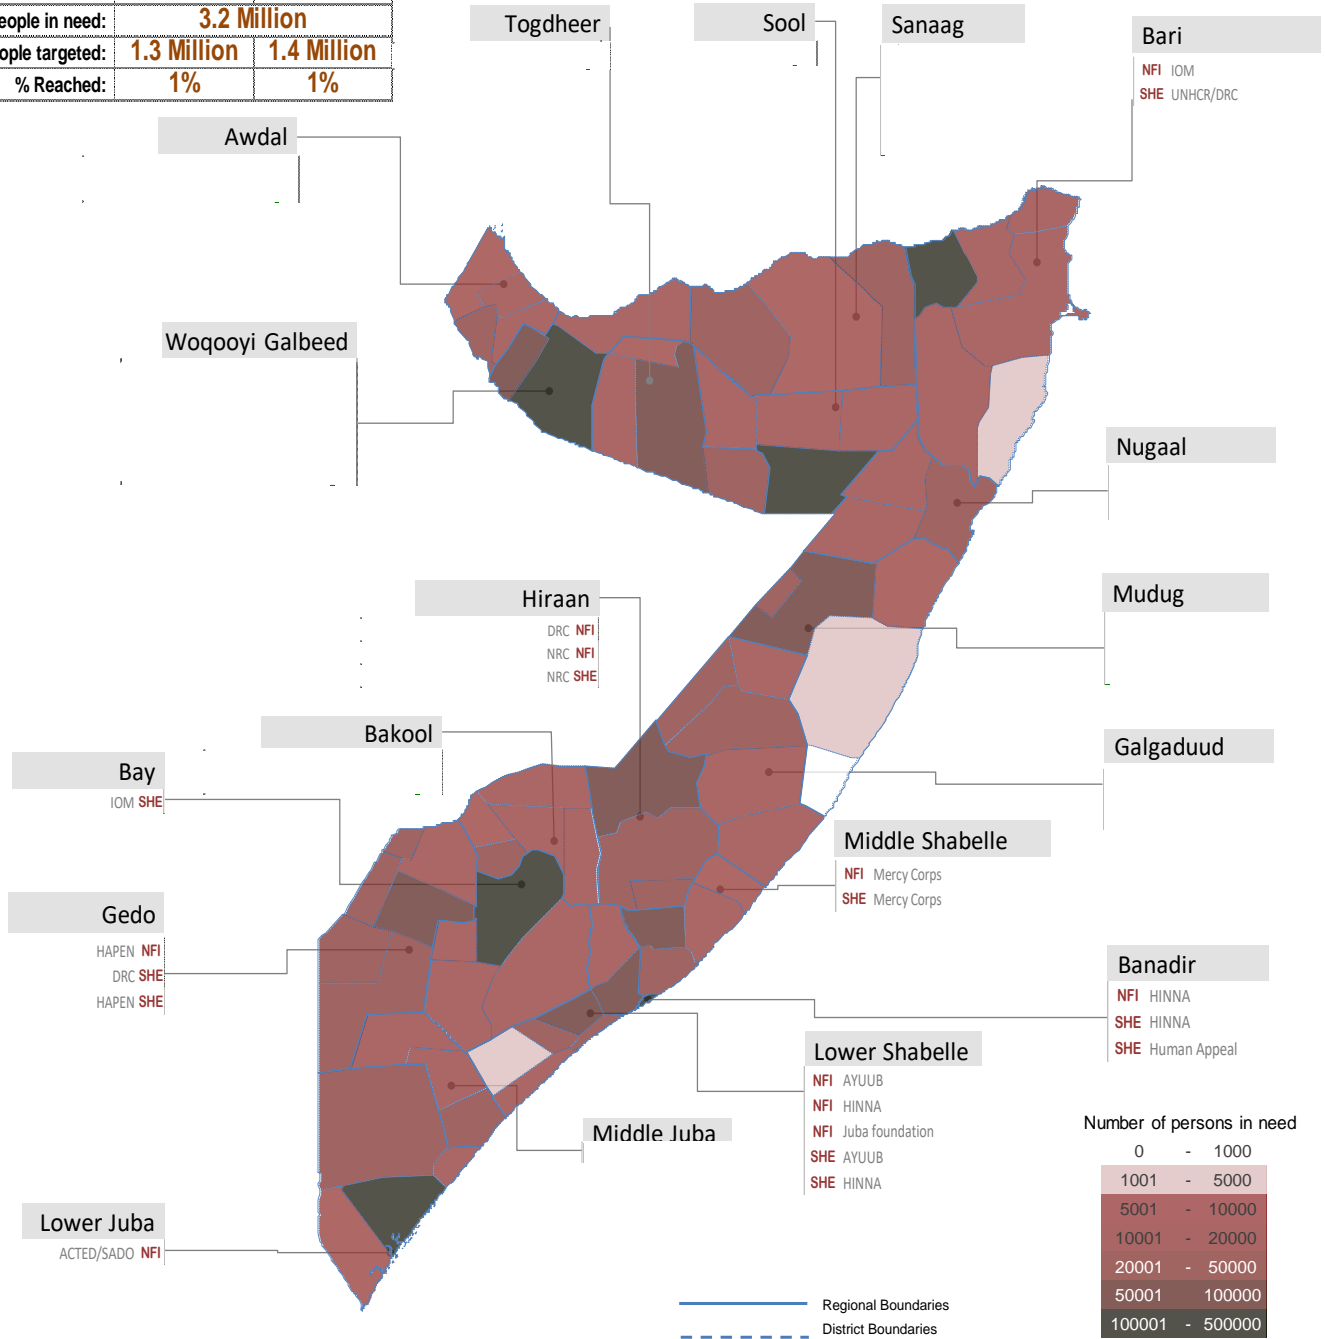 eople in need: 3.2 Million
ople targeted: 1.3 Million 1.4 Million
% Reached: 1% 1%
Togdheer
Sool
Sanaag
Bari
NFI IOM
SHE UNHCR/DRC
Awdal
Woqooyi Galbeed
Nugaal
Hiraan
DRC NFI
NRC NFI
NRC SHE
Mudug
Bakool
Galgaduud
Bay
IOM SHE
Middle Shabelle
NFI Mercy Corps
SHE Mercy Corps
Gedo
HAPEN NFI
DRC SHE
HAPEN SHE
Banadir
NFI HINNA
SHE HINNA
SHE Human Appeal
Lower Shabelle
NFI AYUUB
NFI HINNA
NFI Juba foundation
SHE AYUUB
SHE HINNA
Middle Juba
Lower Juba
ACTED/SADO NFI
Number of persons in need
0 - 1000
1001 - 5000
5001 - 10000
10001 - 20000
20001 - 50000
50001 100000
100001 - 500000
Regional Boundaries
District Boundaries